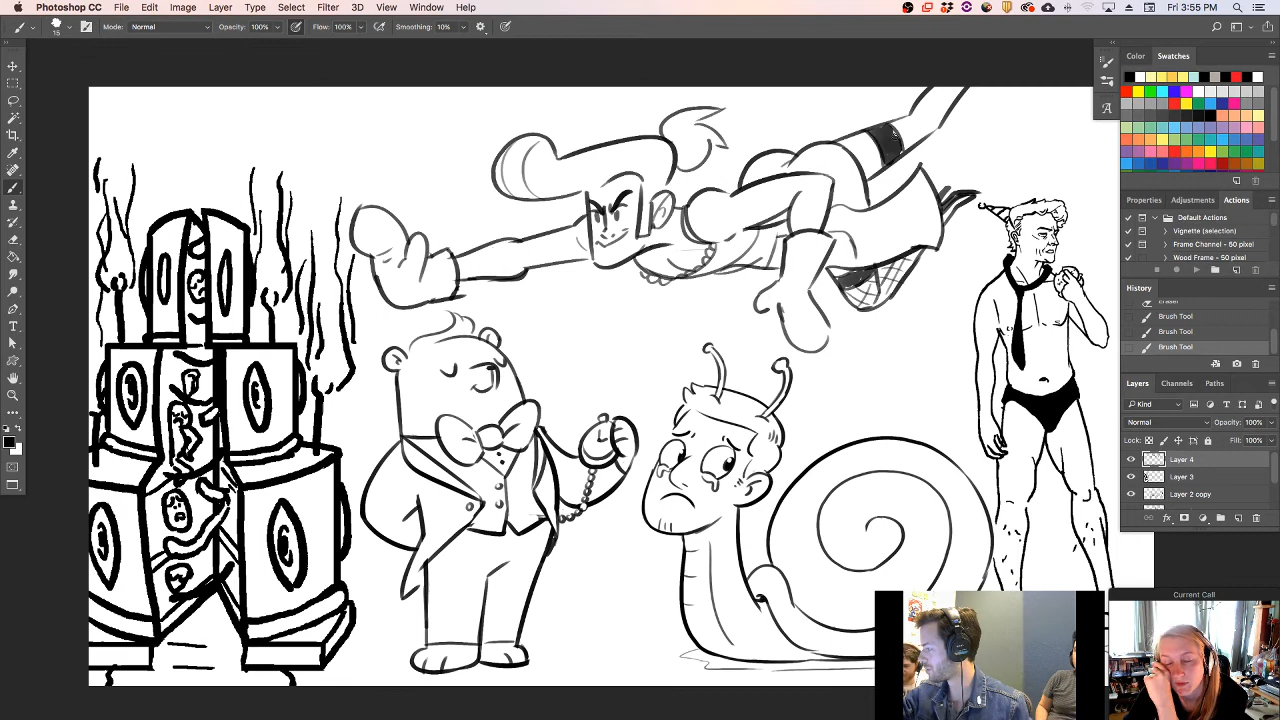 Photoshop CC File Edit Image Layer Type Select Filter 3D View Window Help Fri 3:55 PM
15 Mode: Normal Opacity: 100% Flow: 100% Smoothing: 10%
Color Swatches
Properties Adjustments Actions
Default Actions
Vignette (selection)
Frame Channel - 50 pixel
Wood Frame - 50 pixel
History
Eraser
Brush Tool
Brush Tool
Brush Tool
Layers Channels Paths
Kind
Normal Opacity: 100%
Lock: Fill: 100%
Layer 4
Layer 3
Layer 2 copy
fx
Current Call